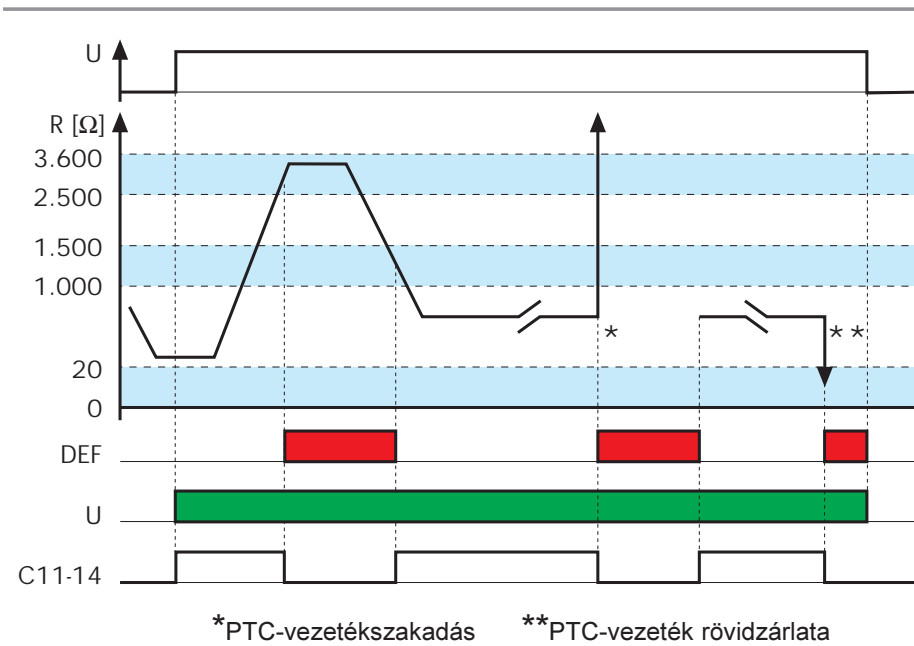 U
R [Ω]
3.600
2.500
1.500
1.000
*
**
20
0
DEF
U
C11-14
*PTC-vezetékszakadás **PTC-vezeték rövidzárlata